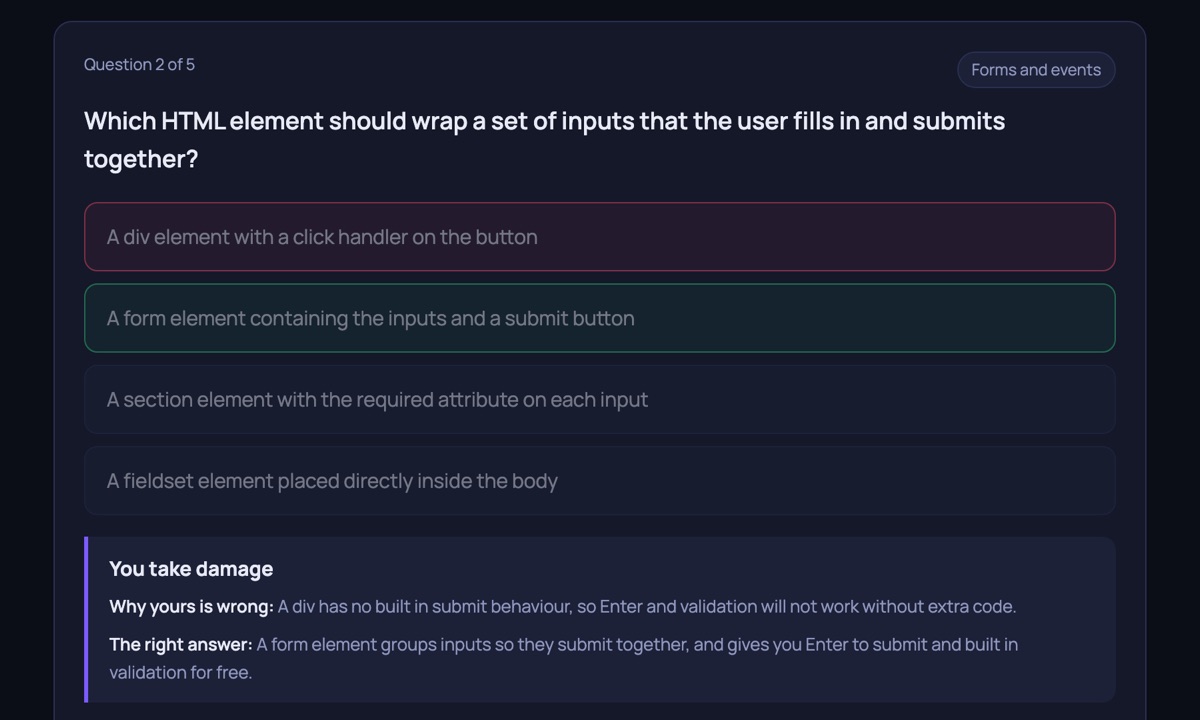 Question 2 of 5
Forms and events
Which HTML element should wrap a set of inputs that the user fills in and submits
together?
A div element with a click handler on the button
A form element containing the inputs and a submit button
A section element with the required attribute on each input
A fieldset element placed directly inside the body
You take damage
Why yours is wrong: A div has no built in submit behaviour, so Enter and validation will not work without extra code.
The right answer: A form element groups inputs so they submit together, and gives you Enter to submit and built in
validation for free.